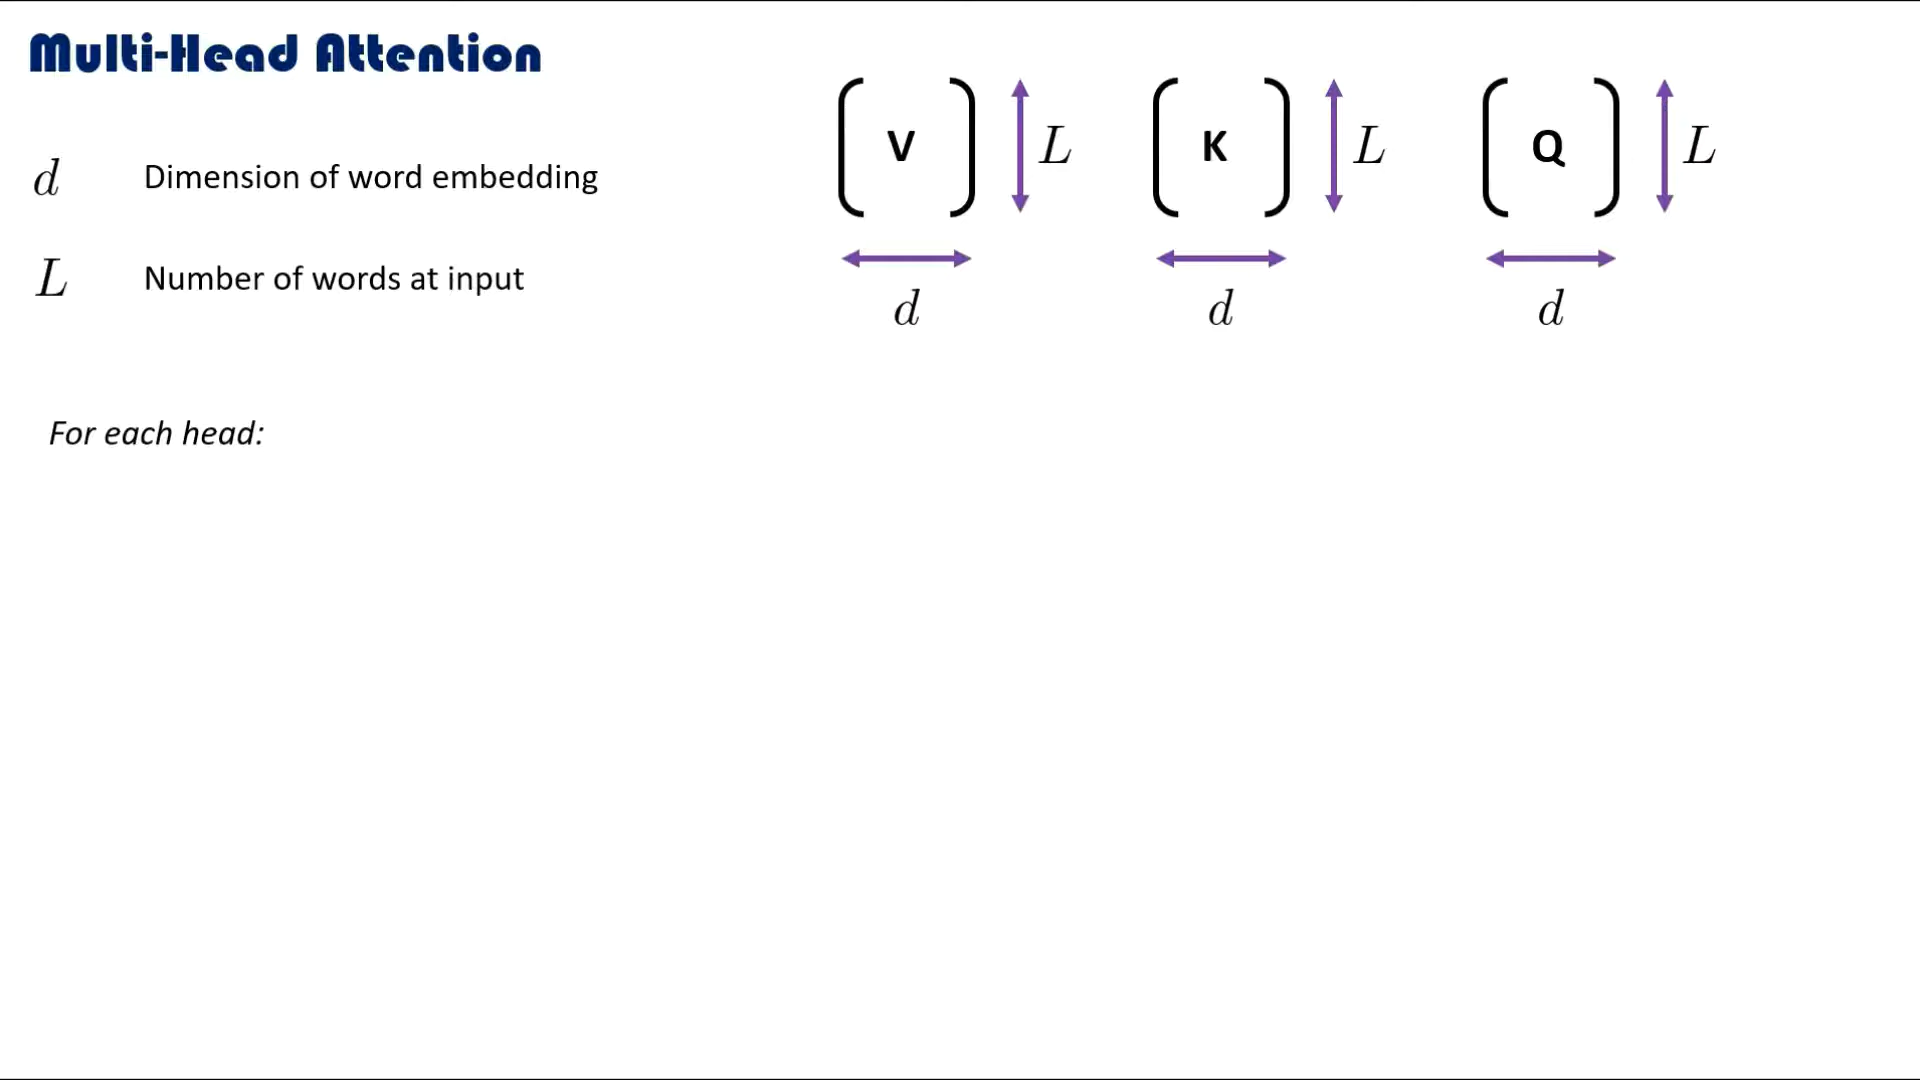 Multi-Head Attention
d Dimension of word embedding
L Number of words at input
V L K L Q L
d d d
For each head: